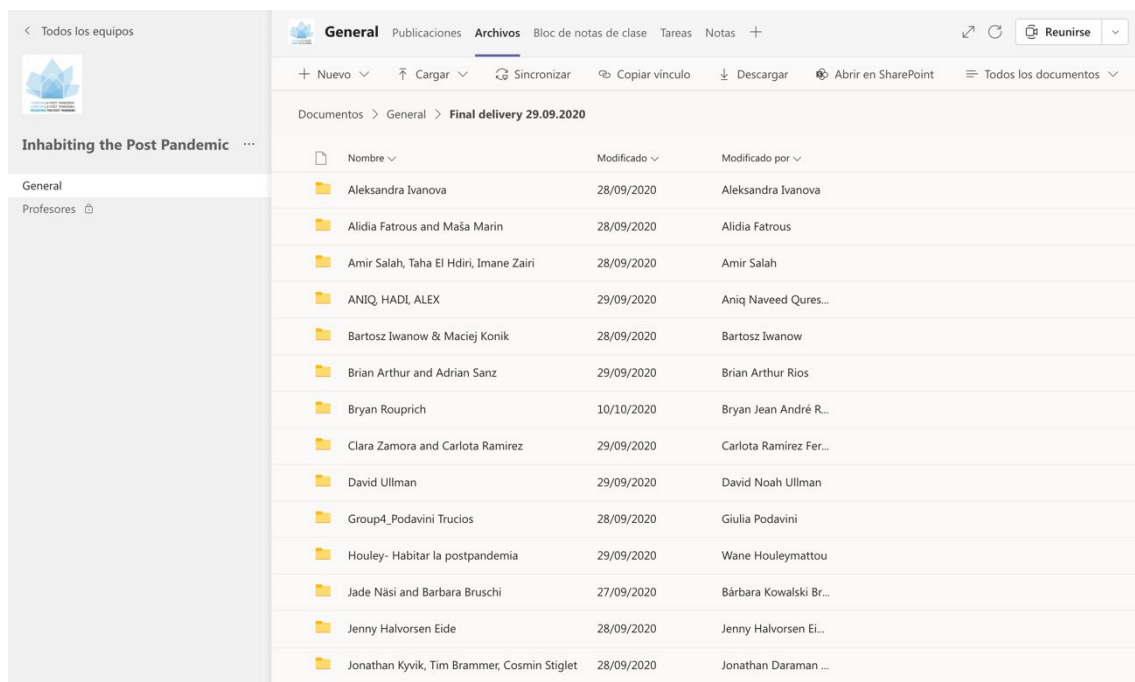 Todos los equipos
Inhabiting the Post Pandemic ...
General
Profesores
General Publicaciones Archivos Bloc de notas de clase Tareas Notas + Reunirse
+ Nuevo Cargar Sincronizar Copiar vínculo Descargar Abrir en SharePoint Todos los documentos
Documentos > General > Final delivery 29.09.2020
Nombre Modificado Modificado por
Aleksandra Ivanova 28/09/2020 Aleksandra Ivanova
Alidia Fatrous and Maša Marin 28/09/2020 Alidia Fatrous
Amir Salah, Taha El Hdiri, Imane Zairi 28/09/2020 Amir Salah
ANIQ, HADI, ALEX 29/09/2020 Aniq Naveed Qures...
Bartosz Iwanow & Maciej Konik 28/09/2020 Bartosz Iwanow
Brian Arthur and Adrian Sanz 29/09/2020 Brian Arthur Rios
Bryan Rouprich 10/10/2020 Bryan Jean André R...
Clara Zamora and Carlota Ramirez 29/09/2020 Carlota Ramírez Fer...
David Ullman 29/09/2020 David Noah Ullman
Group4_Podavini Trucios 28/09/2020 Giulia Podavini
Houley- Habitar la postpandemia 29/09/2020 Wane Houleymattou
Jade Näsi and Barbara Bruschi 27/09/2020 Bárbara Kowalski Br...
Jenny Halvorsen Eide 28/09/2020 Jenny Halvorsen Ei...
Jonathan Kyvik, Tim Brammer, Cosmin Stiglet 28/09/2020 Jonathan Daraman ...